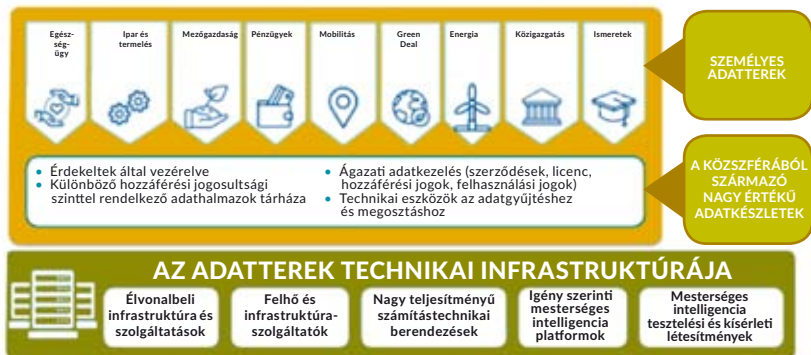 Egész-
ség-
ügy
Ipar és
termelés
Mezőgazdaság
Pénzügyek
Mobilitás
Green
Deal
Energia
Közigazgatás
Ismeretek
SZEMÉLYES
ADATTEREK
• Érdekeltek által vezérelve
• Különböző hozzáférési jogosultsági
szinttel rendelkező adathalmazok tárháza
• Ágazati adatkezelés (szerződések, licenc,
hozzáférési jogok, felhasználási jogok)
• Technikai eszközök az adatgyűjtéshez
és megosztáshoz
A KÖZSZFÉRÁBÓL
SZÁRMAZÓ
NAGY ÉRTÉKŰ
ADATKÉSZLETEK
AZ ADATTEREK TECHNIKAI INFRASTRUKTÚRÁJA
Élvonalbeli
infrastruktúra és
szolgáltatások
Felhő és
infrastruktúra-
szolgáltatók
Nagy teljesítményű
számítástechnikai
berendezések
Igény szerinti
mesterséges
intelligencia
platformok
Mesterséges
intelligencia
tesztelési és kísérleti
létesítmények